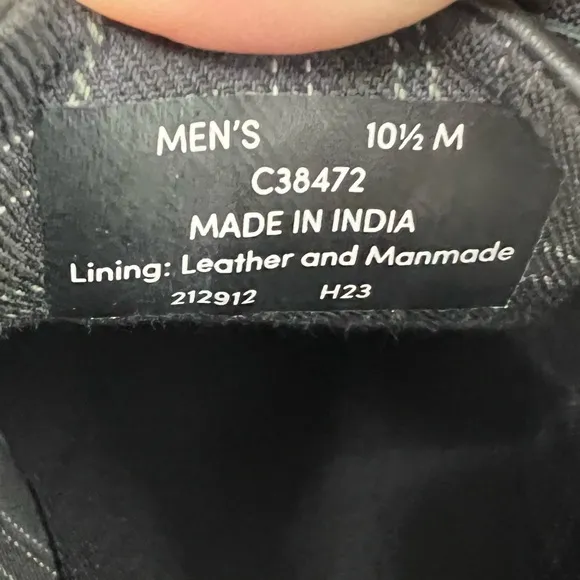 MEN'S 10½ M
C38472
MADE IN INDIA
Lining: Leather and Manmade
212912 H23